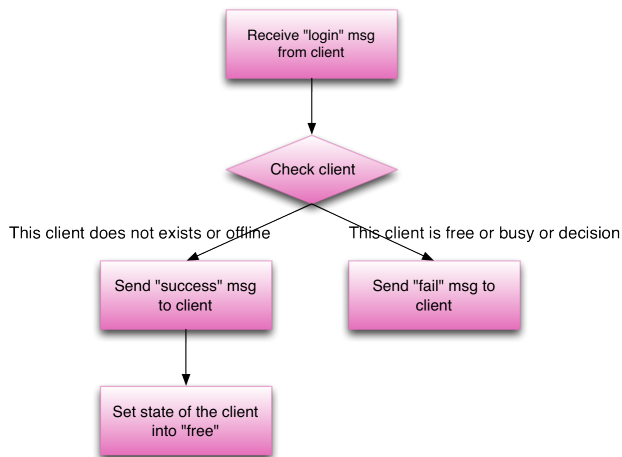 Receive "login" msg
from client
Check client
This client does not exists or offline
This client is free or busy or decision
Send "success" msg
to client
Send "fail" msg to
client
Set state of the client
into "free"